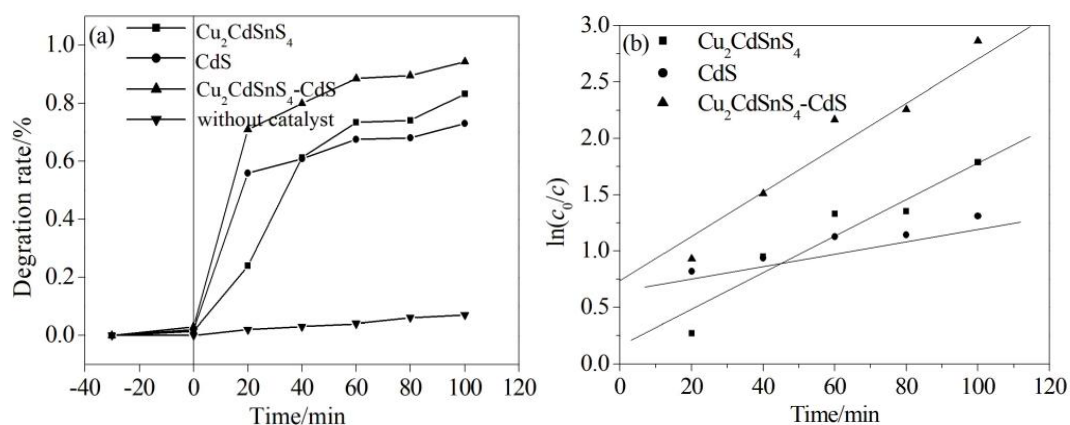 (a)
Cu₂CdSnS₄
CdS
Cu₂CdSnS₄-CdS
without catalyst
Degration rate/%
1.0
0.8
0.6
0.4
0.2
0.0
-40 -20 0 20 40 60 80 100 120
Time/min
(b)
Cu₂CdSnS₄
CdS
Cu₂CdSnS₄-CdS
ln(c₀/c)
3.0
2.5
2.0
1.5
1.0
0.5
0.0
0 20 40 60 80 100 120
Time/min